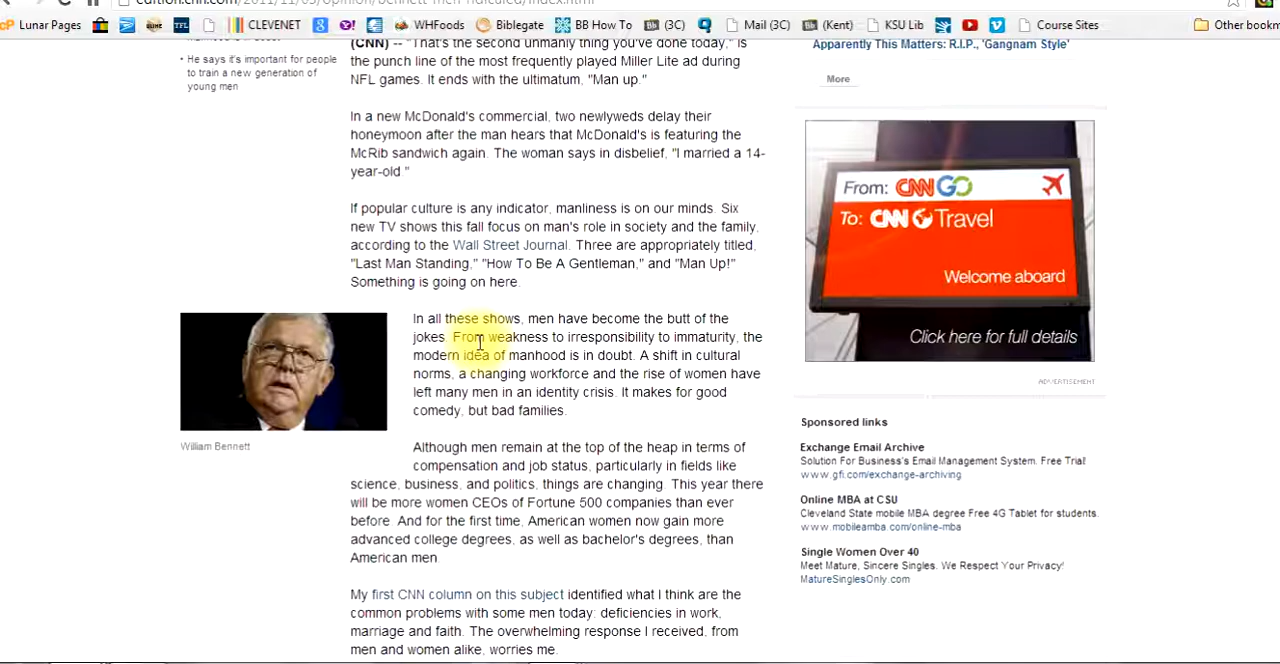 edition.cnn.com/2011/11/05/opinion/bennett-men-ridiculed/index.html
Lunar Pages
TFL
CLEVENET
WHFoods
Biblegate
BB How To
Bb (3C)
Mail (3C)
Bb (Kent)
KSU Lib
Course Sites
Other bookm
He says it's important for people
to train a new generation of
young men
(CNN) -- "That's the second unmanly thing you've done today," is
the punch line of the most frequently played Miller Lite ad during
NFL games. It ends with the ultimatum, "Man up."
In a new McDonald's commercial, two newlyweds delay their
honeymoon after the man hears that McDonald's is featuring the
McRib sandwich again. The woman says in disbelief, "I married a 14-
year-old."
If popular culture is any indicator, manliness is on our minds. Six
new TV shows this fall focus on man's role in society and the family,
according to the Wall Street Journal. Three are appropriately titled,
"Last Man Standing," "How To Be A Gentleman," and "Man Up!"
Something is going on here.
In all these shows, men have become the butt of the
jokes. From weakness to irresponsibility to immaturity, the
modern idea of manhood is in doubt. A shift in cultural
norms, a changing workforce and the rise of women have
left many men in an identity crisis. It makes for good
comedy, but bad families.
William Bennett
Although men remain at the top of the heap in terms of
compensation and job status, particularly in fields like
science, business, and politics, things are changing. This year there
will be more women CEOs of Fortune 500 companies than ever
before. And for the first time, American women now gain more
advanced college degrees, as well as bachelor's degrees, than
American men.
My first CNN column on this subject identified what I think are the
common problems with some men today: deficiencies in work,
marriage and faith. The overwhelming response I received, from
men and women alike, worries me.
Apparently This Matters: R.I.P., 'Gangnam Style'
More
From: CNN GO
To: CNN Travel
Welcome aboard
Click here for full details
ADVERTISEMENT
Sponsored links
Exchange Email Archive
Solution For Business's Email Management System. Free Trial!
www.gfi.com/exchange-archiving
Online MBA at CSU
Cleveland State mobile MBA degree Free 4G Tablet for students.
www.mobilemba.com/online-mba
Single Women Over 40
Meet Mature, Sincere Singles. We Respect Your Privacy!
MatureSinglesOnly.com